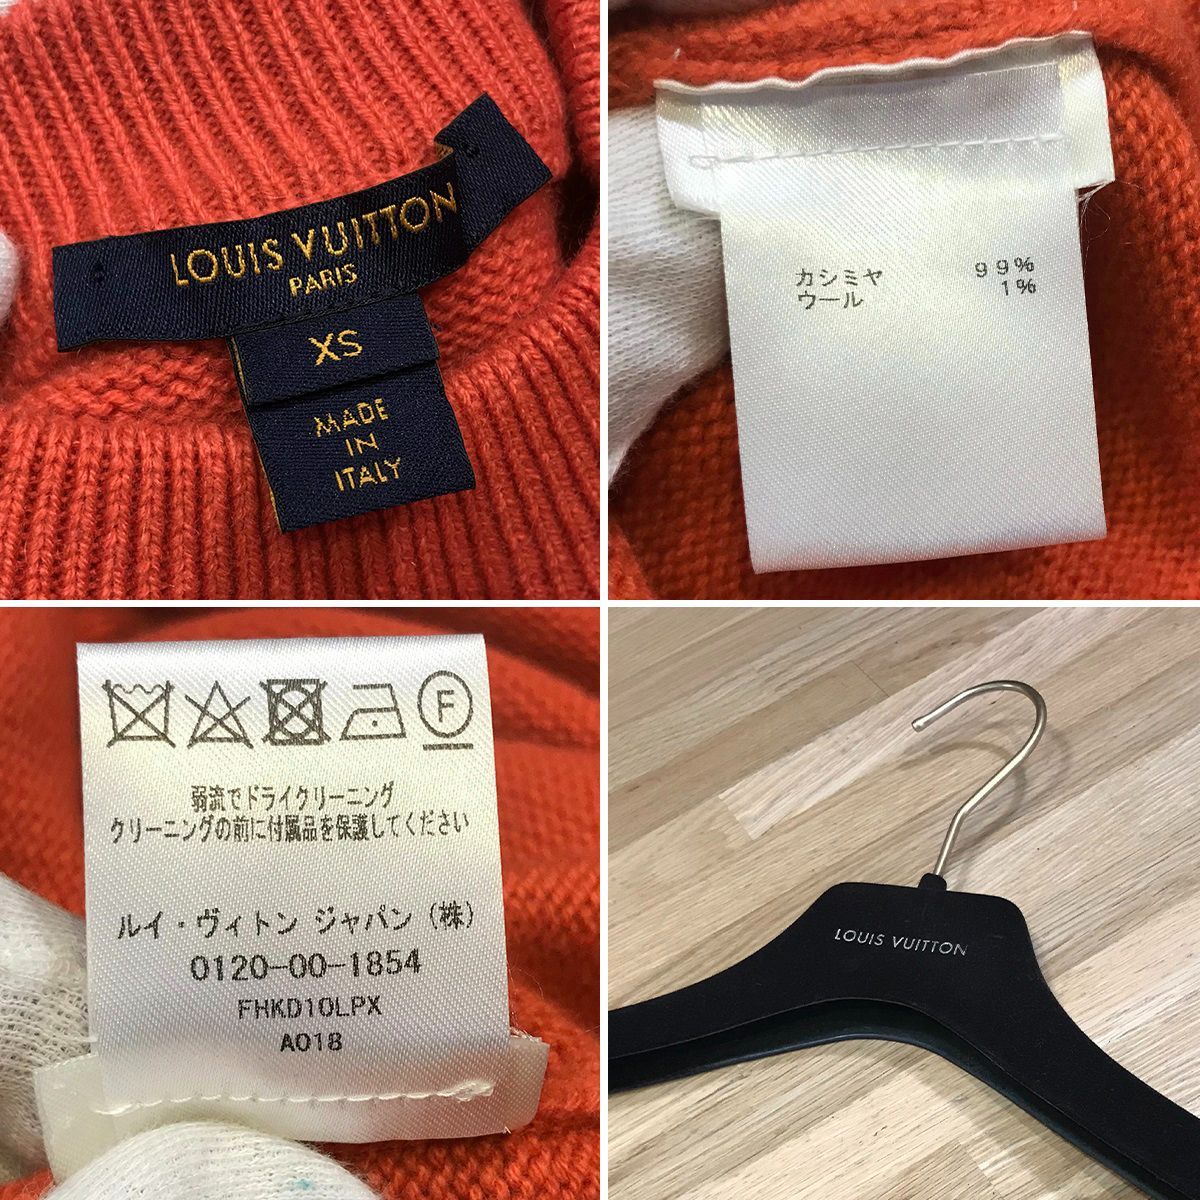 LOUIS VUITTON
PARIS
XS
MADE
IN
ITALY
カシミヤ 99%
ウール 1%
F
弱流でドライクリーニング
クリーニングの前に付属品を保護してください
ルイ・ヴィトン ジャパン(株)
0120-00-1854
FHKD10LPX
A018
LOUIS VUITTON